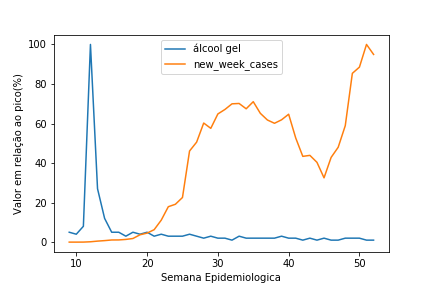 álcool gel
new_week_cases
Valor em relação ao pico(%)
100
80
60
40
20
0
10
20
30
40
50
Semana Epidemiologica